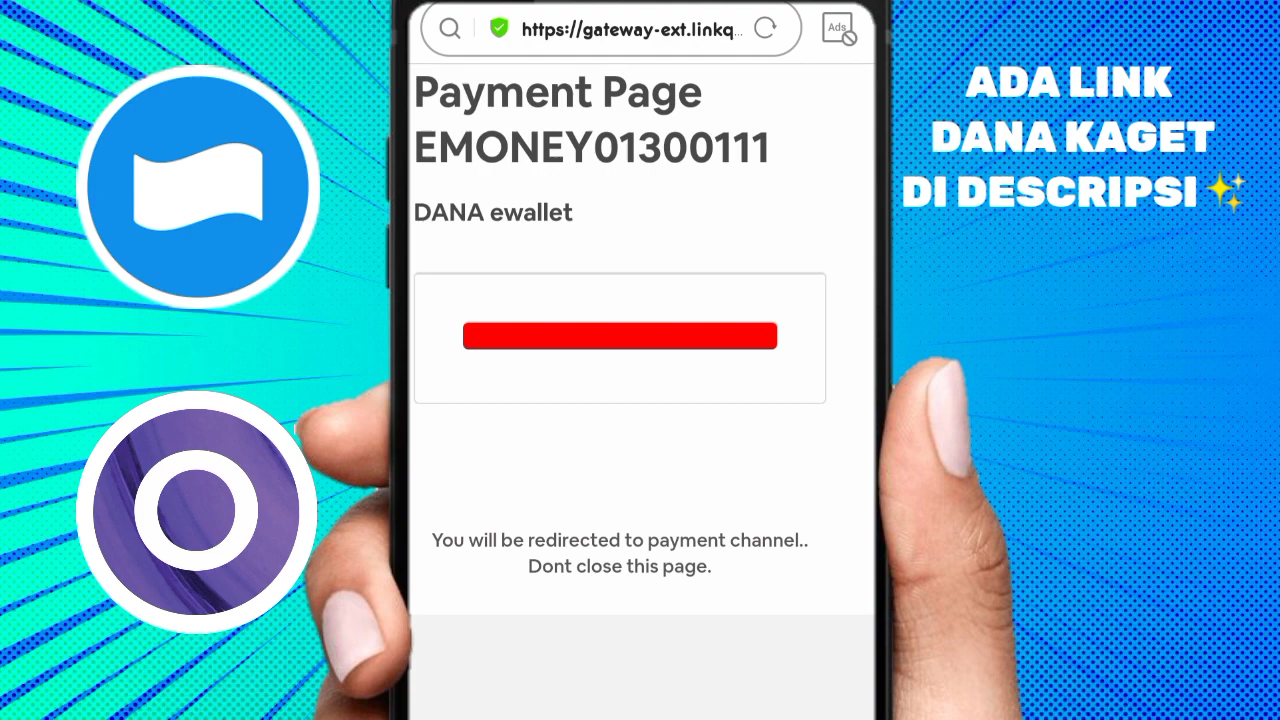 https://gateway-ext.linkq...
Ads
Payment Page
EMONEY01300111
DANA ewallet
You will be redirected to payment channel..
Dont close this page.
ADA LINK
DANA KAGET
DI DESCRIPSI ✨